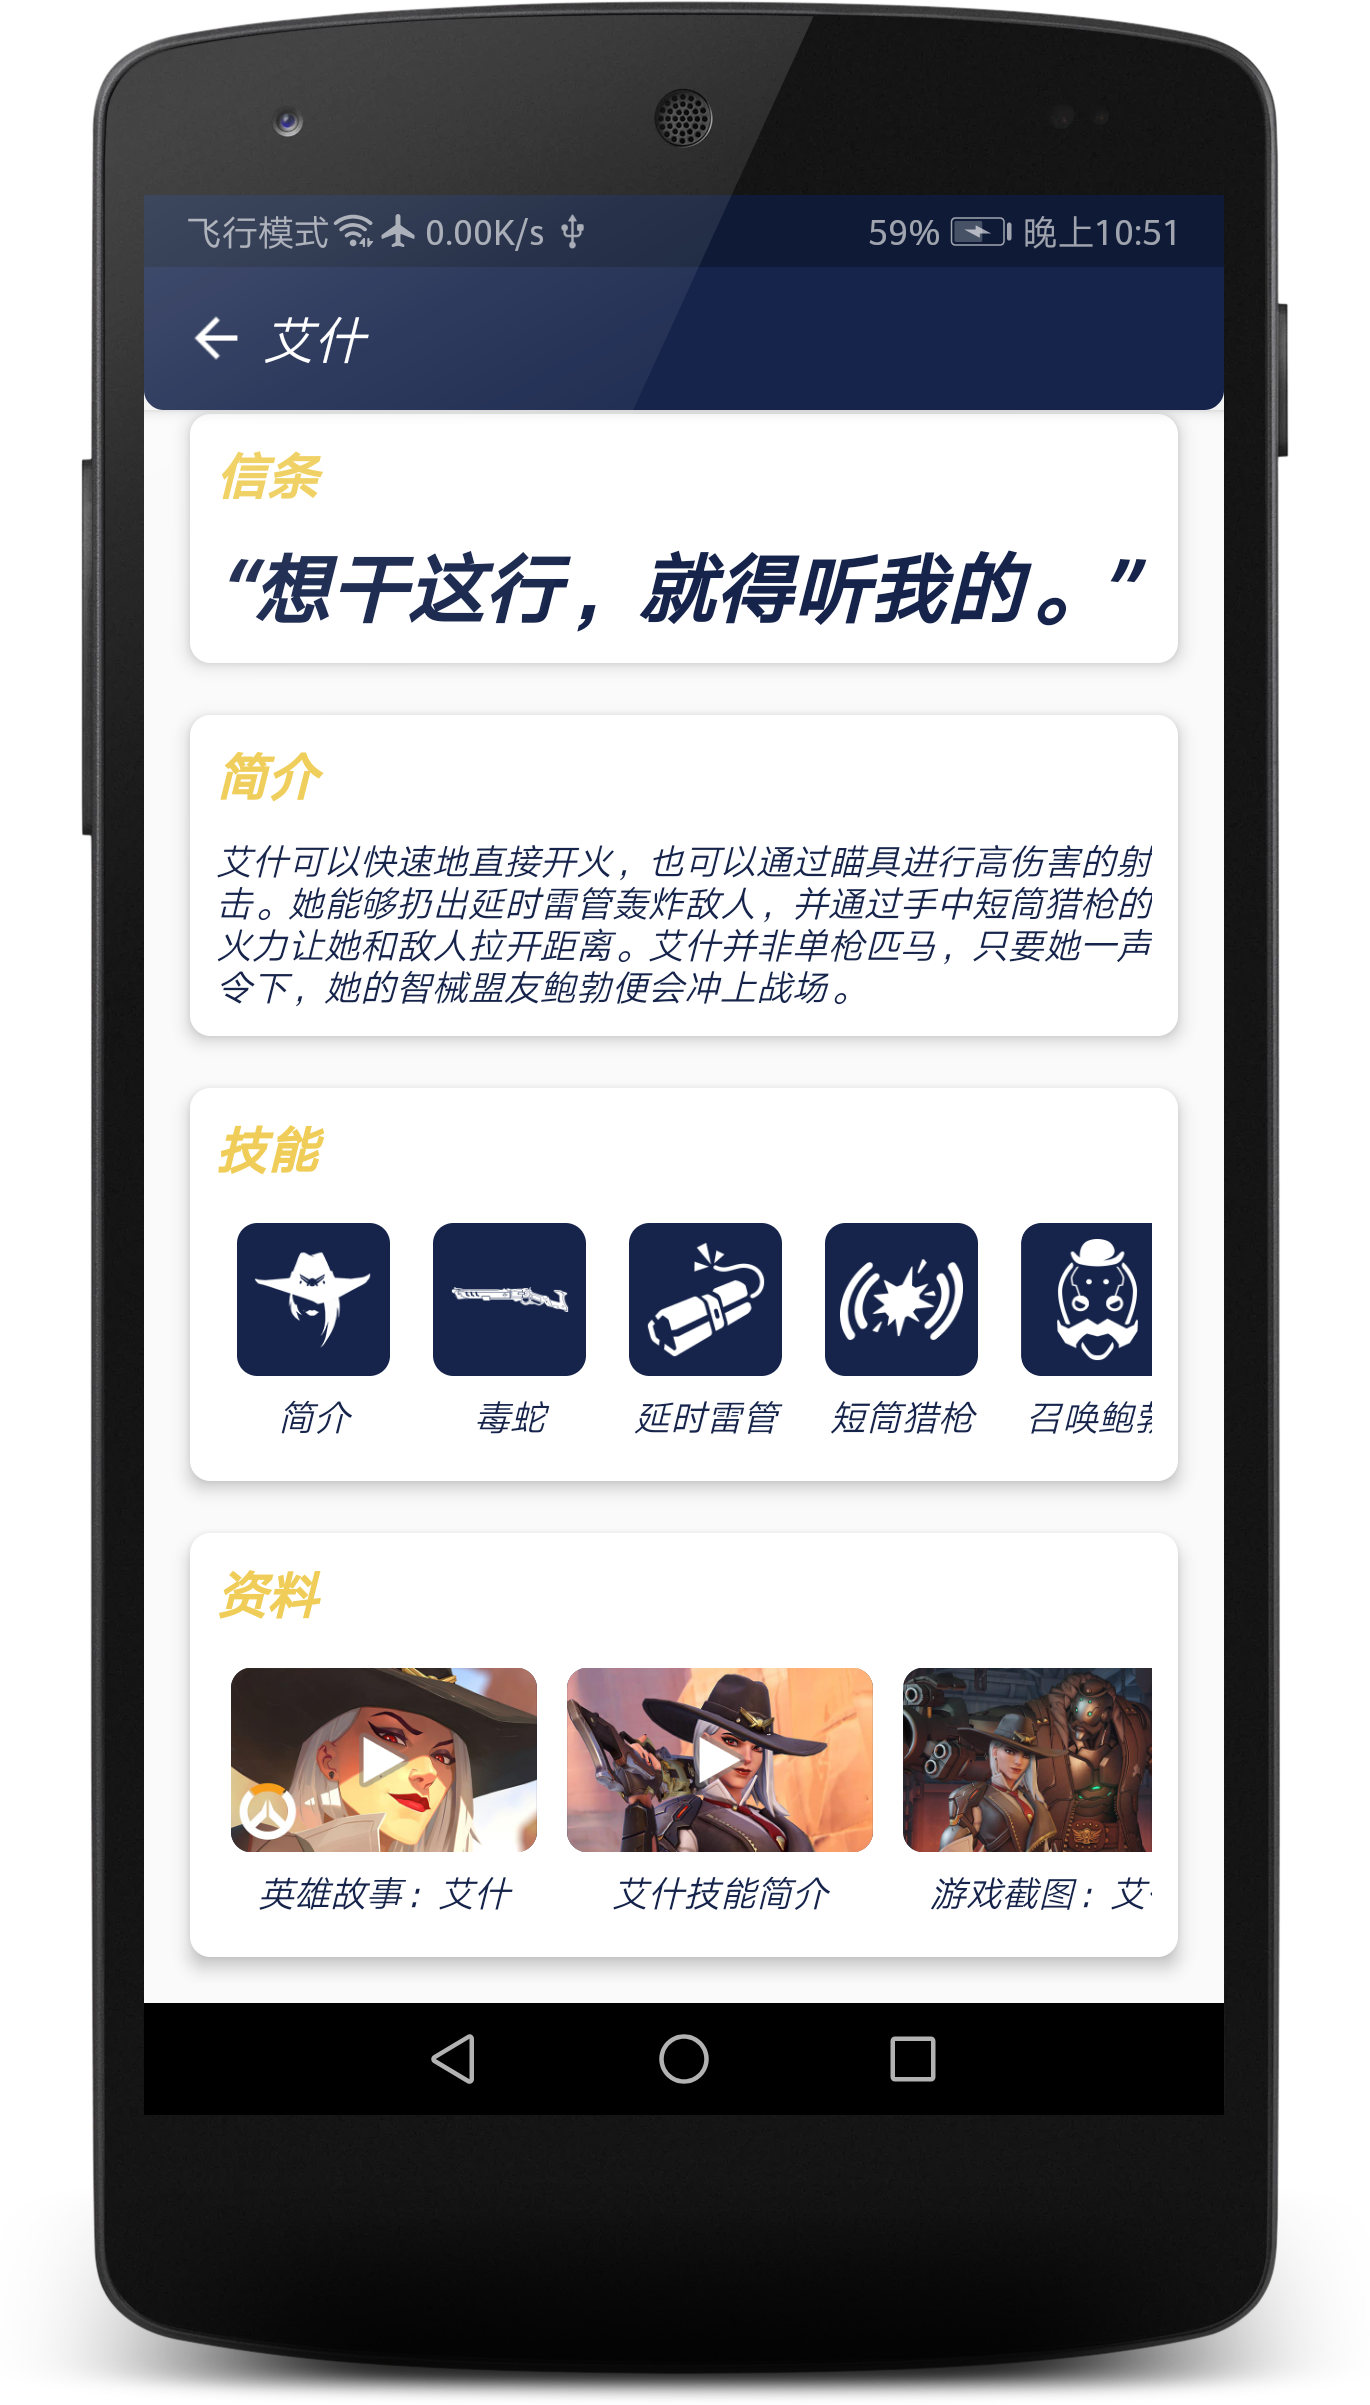 飞行模式 0.00K/s 59% 晚上10:51
艾什
信条
“想干这行，就得听我的。”
简介
艾什可以快速地直接开火，也可以通过瞄具进行高伤害的射
击。她能够扔出延时雷管轰炸敌人，并通过手中短筒猎枪的
火力让她和敌人拉开距离。艾什并非单枪匹马，只要她一声
令下，她的智械盟友鲍勃便会冲上战场。
技能
简介 毒蛇 延时雷管 短筒猎枪 召唤鲍勃
资料
英雄故事：艾什 艾什技能简介 游戏截图：艾